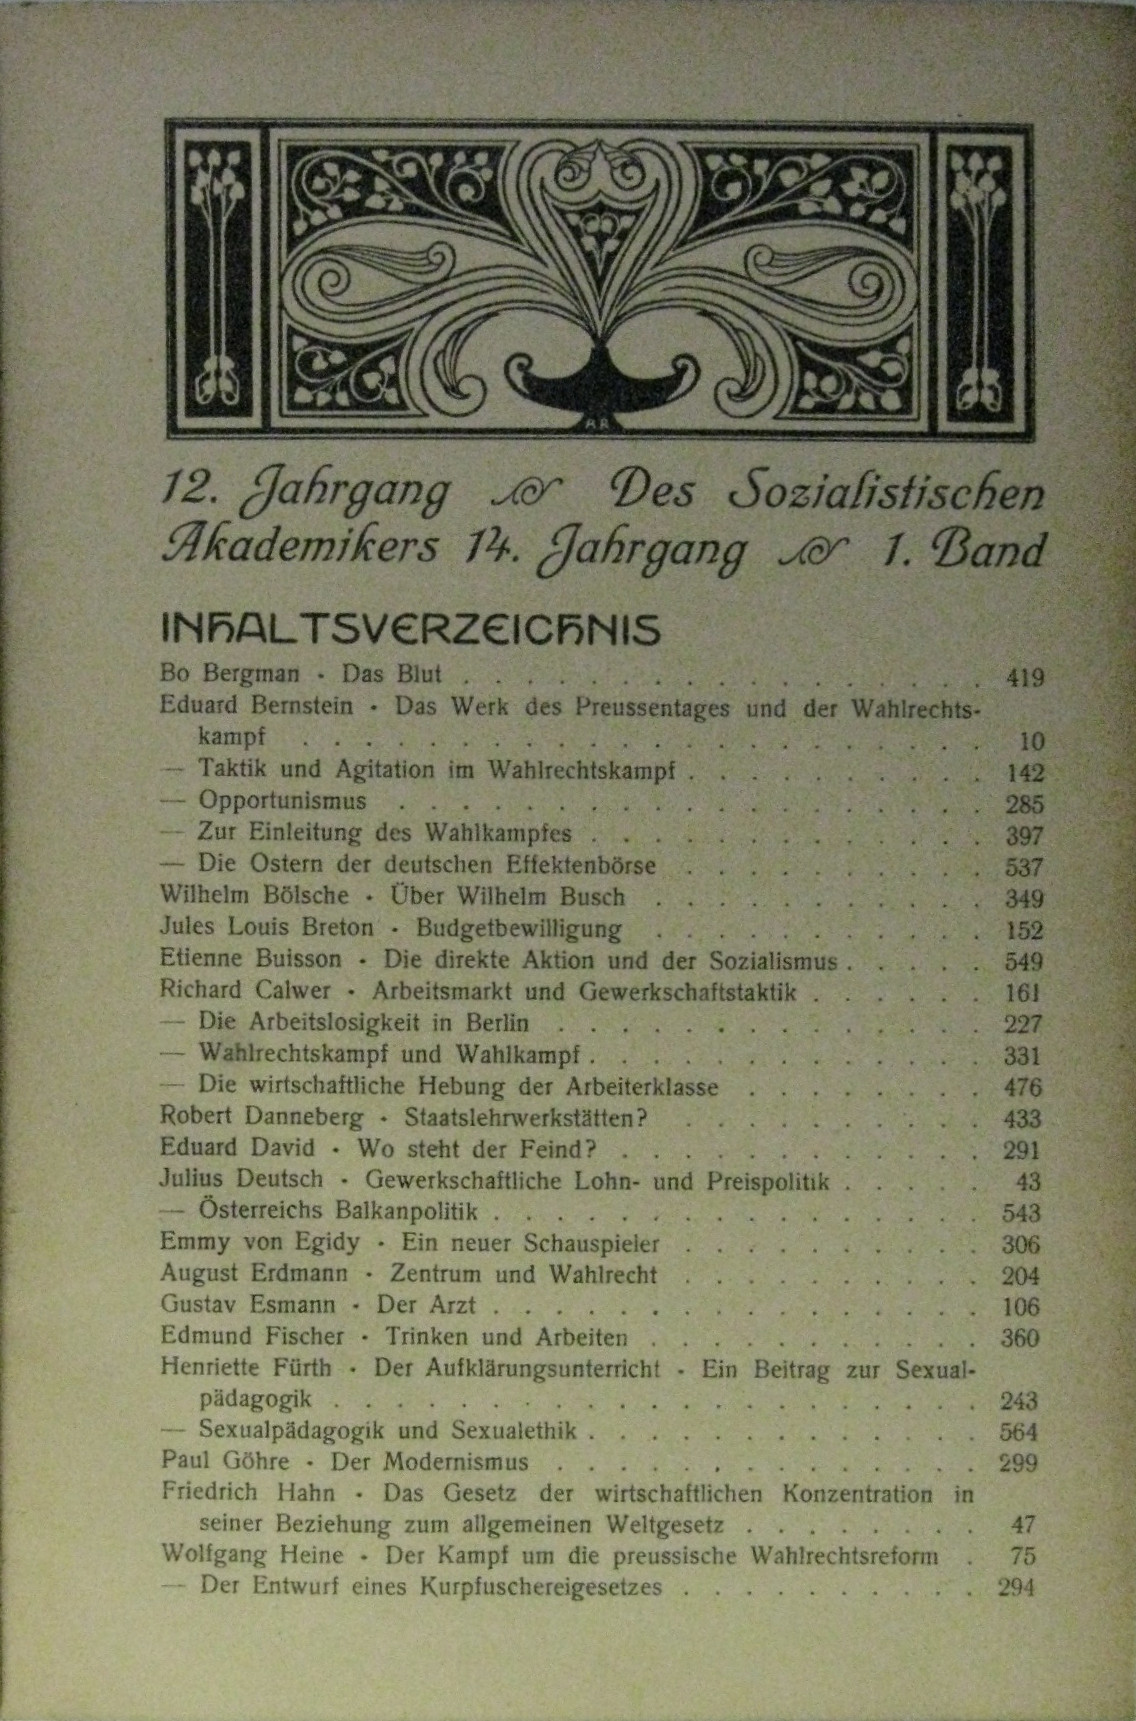 12. Jahrgang Des Sozialistischen
Akademikers 14. Jahrgang 1. Band
INHALTSVERZEICHNIS
Bo Bergman · Das Blut . . . . . . . . . . . . . . . . . 419
Eduard Bernstein · Das Werk des Preussentages und der Wahlrechts-
kampf . . . . . . . . . . . . . . . . . . . . . . 10
— Taktik und Agitation im Wahlrechtskampf . . . . . . . . . . 142
— Opportunismus . . . . . . . . . . . . . . . . . . . 285
— Zur Einleitung des Wahlkampfes . . . . . . . . . . . . . 397
— Die Ostern der deutschen Effektenbörse . . . . . . . . . . 537
Wilhelm Bölsche · Über Wilhelm Busch . . . . . . . . . . . 349
Jules Louis Breton · Budgetbewilligung . . . . . . . . . . . 152
Etienne Buisson · Die direkte Aktion und der Sozialismus . . . . . 549
Richard Calwer · Arbeitsmarkt und Gewerkschaftstaktik . . . . . . 161
— Die Arbeitslosigkeit in Berlin . . . . . . . . . . . . . . 227
— Wahlrechtskampf und Wahlkampf . . . . . . . . . . . . . 331
— Die wirtschaftliche Hebung der Arbeiterklasse . . . . . . . . 476
Robert Danneberg · Staatslehrwerkstätten? . . . . . . . . . . 433
Eduard David · Wo steht der Feind? . . . . . . . . . . . . 291
Julius Deutsch · Gewerkschaftliche Lohn- und Preispolitik . . . . . 43
— Österreichs Balkanpolitik . . . . . . . . . . . . . . . . 543
Emmy von Egidy · Ein neuer Schauspieler . . . . . . . . . . 306
August Erdmann · Zentrum und Wahlrecht . . . . . . . . . . 204
Gustav Esmann · Der Arzt . . . . . . . . . . . . . . . . 106
Edmund Fischer · Trinken und Arbeiten . . . . . . . . . . . 360
Henriette Fürth · Der Aufklärungsunterricht · Ein Beitrag zur Sexual-
pädagogik . . . . . . . . . . . . . . . . . . . . . 243
— Sexualpädagogik und Sexualethik . . . . . . . . . . . . . 564
Paul Göhre · Der Modernismus . . . . . . . . . . . . . . 299
Friedrich Hahn · Das Gesetz der wirtschaftlichen Konzentration in
seiner Beziehung zum allgemeinen Weltgesetz . . . . . . . . 47
Wolfgang Heine · Der Kampf um die preussische Wahlrechtsreform . 75
— Der Entwurf eines Kurpfuschereigesetzes . . . . . . . . . . 294